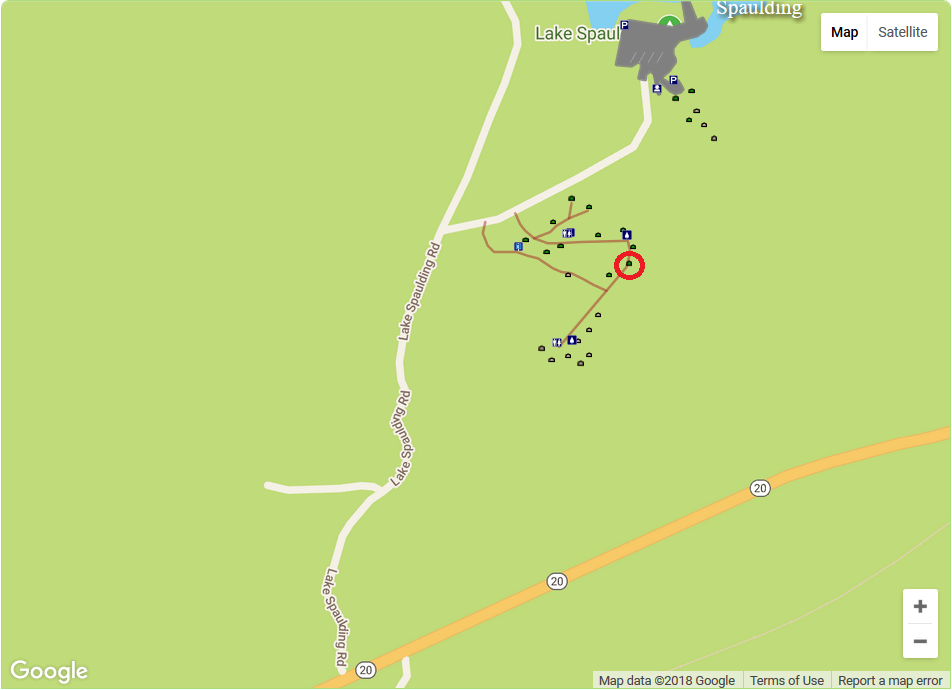 Spaulding
Lake Spaul
P
Map
Satellite
P
Lake Spaulding Rd
Lake Spaulding Rd
20
20
Lake Spaulding Rd
20
+
−
Google
Map data ©2018 Google
Terms of Use
Report a map error